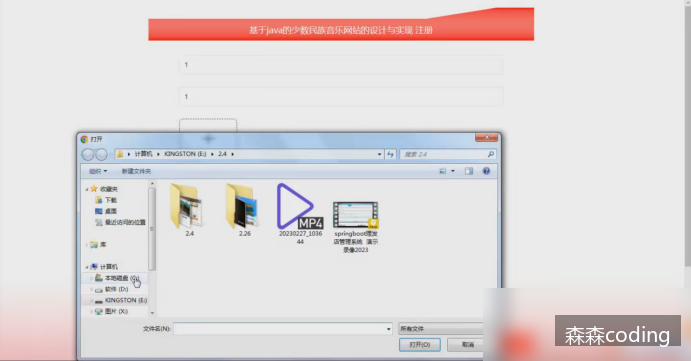 基于java的少数民族音乐网站的设计与实现 注册
1
1
打开
计算机 KINGSTON (E:) 2.4
搜索 2.4
组织 新建文件夹
收藏夹
下载
桌面
最近访问的位置
库
计算机
本地磁盘 (C:)
软件 (D:)
KINGSTON (E:)
图片 (X:)
2.4
2.26
MP4
20230227_103644
springboot理发店管理系统 演示录像2023
文件名(N):
所有文件
打开(O)
取消
森森coding